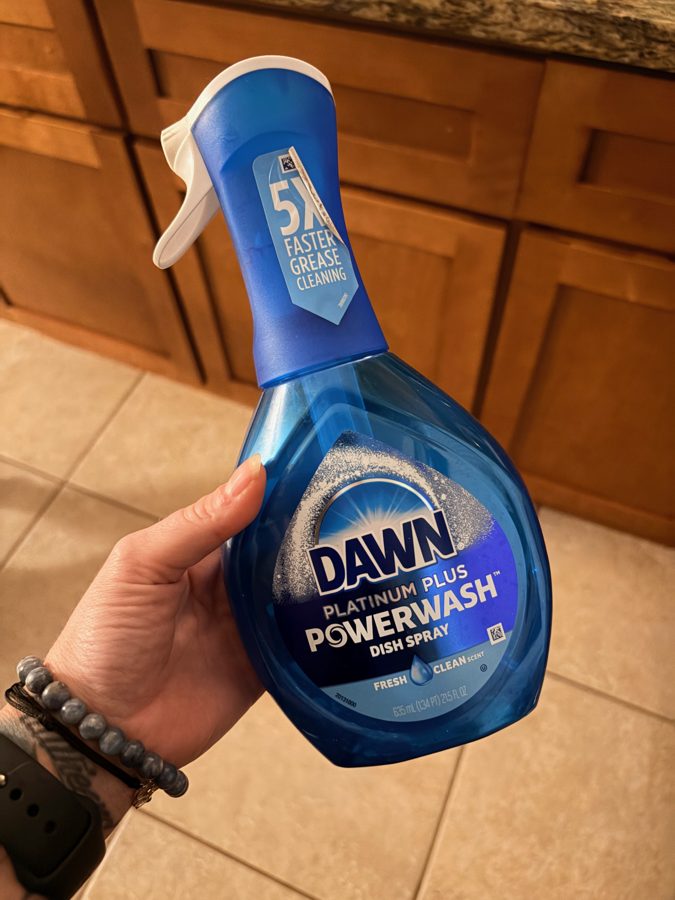 5X
FASTER
GREASE
CLEANING
DAWN
PLATINUM PLUS
POWERWASH™
DISH SPRAY
FRESH CLEAN SCENT
635 mL (1.34 PT) 21.5 FL OZ